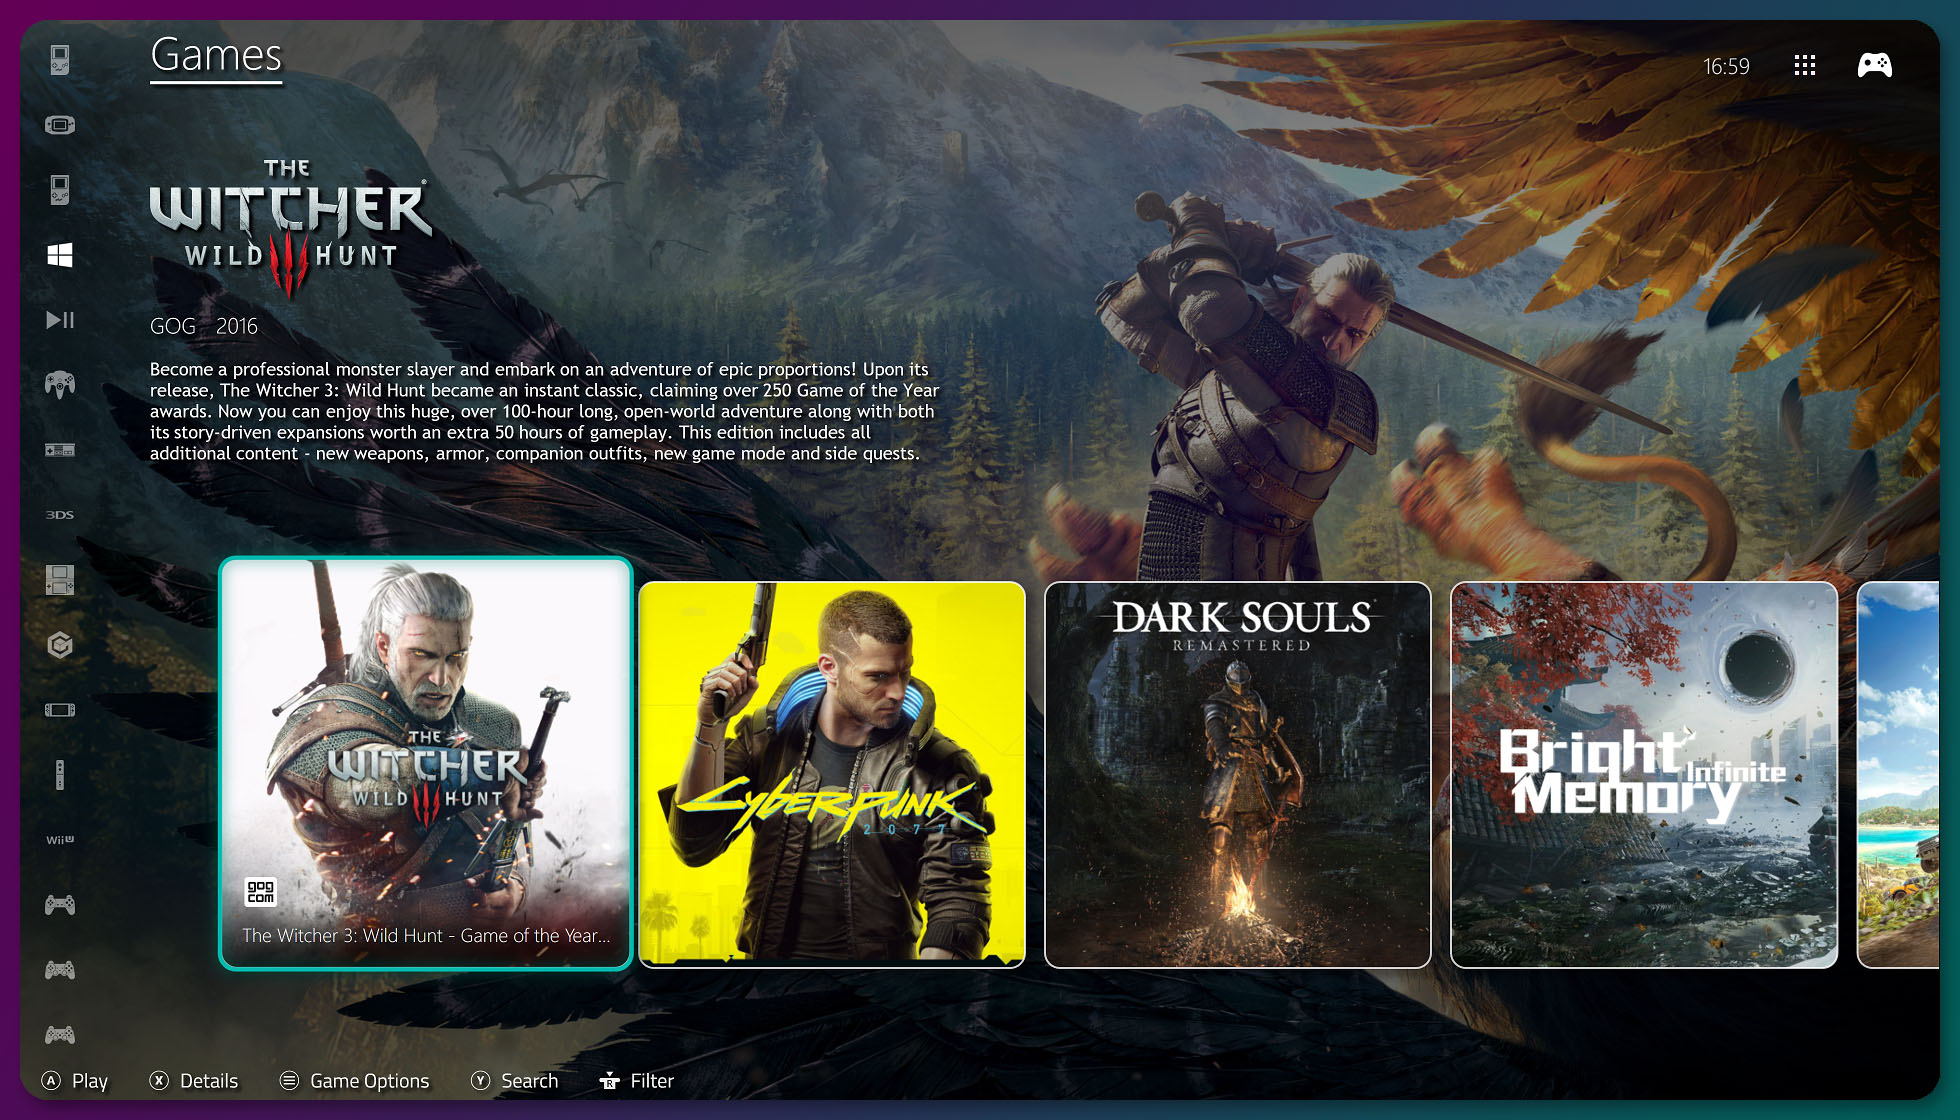 Games
16:59
THE
WITCHER
WILD HUNT
GOG 2016
Become a professional monster slayer and embark on an adventure of epic proportions! Upon its
release, The Witcher 3: Wild Hunt became an instant classic, claiming over 250 Game of the Year
awards. Now you can enjoy this huge, over 100-hour long, open-world adventure along with both
its story-driven expansions worth an extra 50 hours of gameplay. This edition includes all
additional content - new weapons, armor, companion outfits, new game mode and side quests.
3DS
WiiU
THE
WITCHER
WILD HUNT
gog
com
The Witcher 3: Wild Hunt - Game of the Year...
CYBERPUNK
2077
DARK SOULS
REMASTERED
Bright
Memory Infinite
A Play
X Details
Game Options
Y Search
R Filter